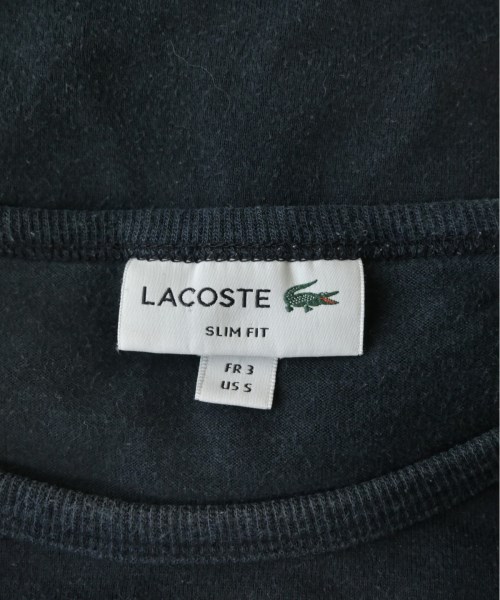 LACOSTE
SLIM FIT
FR 3
US S